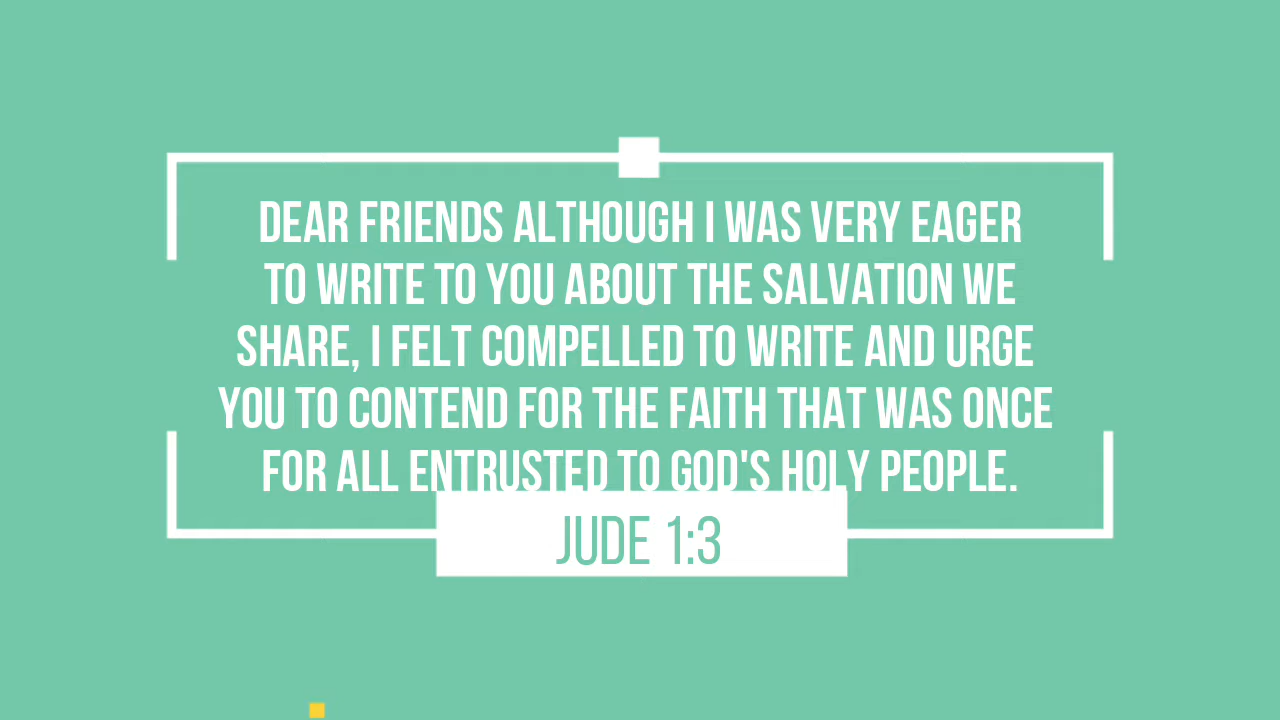 DEAR FRIENDS ALTHOUGH I WAS VERY EAGER
TO WRITE TO YOU ABOUT THE SALVATION WE
SHARE, I FELT COMPELLED TO WRITE AND URGE
YOU TO CONTEND FOR THE FAITH THAT WAS ONCE
FOR ALL ENTRUSTED TO GOD'S HOLY PEOPLE.
JUDE 1:3